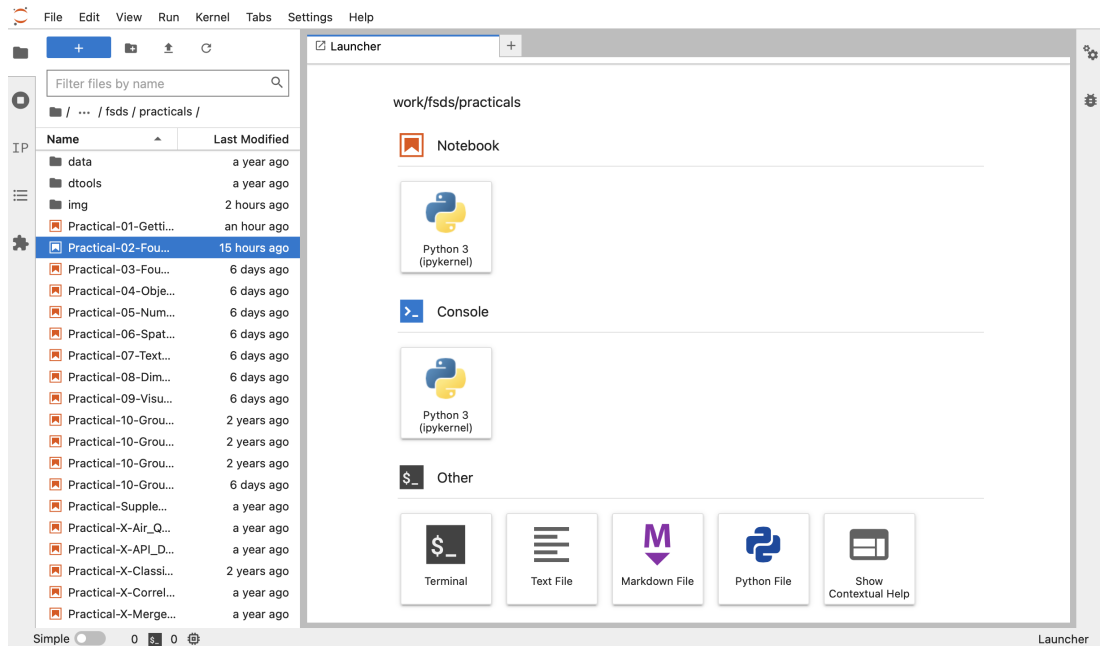 File Edit View Run Kernel Tabs Settings Help
+
Filter files by name
/ ··· / fsds / practicals /
Name Last Modified
data a year ago
dtools a year ago
img 2 hours ago
Practical-01-Getti... an hour ago
Practical-02-Fou... 15 hours ago
Practical-03-Fou... 6 days ago
Practical-04-Obje... 6 days ago
Practical-05-Num... 6 days ago
Practical-06-Spat... 6 days ago
Practical-07-Text... 6 days ago
Practical-08-Dim... 6 days ago
Practical-09-Visu... 6 days ago
Practical-10-Grou... 2 years ago
Practical-10-Grou... 2 years ago
Practical-10-Grou... 2 years ago
Practical-10-Grou... 6 days ago
Practical-Supple... a year ago
Practical-X-Air_Q... a year ago
Practical-X-API_D... a year ago
Practical-X-Classi... 2 years ago
Practical-X-Correl... a year ago
Practical-X-Merge... a year ago
IP
Launcher +
work/fsds/practicals
Notebook
Python 3
(ipykernel)
>_ Console
Python 3
(ipykernel)
$_ Other
$_
Terminal
Text File
M
Markdown File
Python File
Show
Contextual Help
Simple 0 $_ 0 Launcher